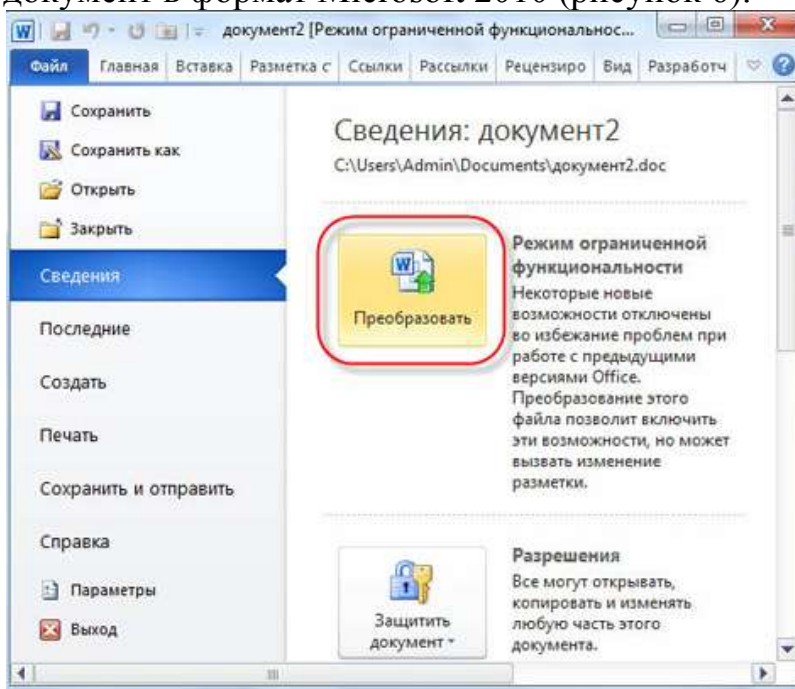 документ в формат Microsoft 2010 (рисунок 6).
документ2 [Режим ограниченной функциональнос...
Файл Главная Вставка Разметка с Ссылки Рассылки Рецензиро Вид Разработч
Сохранить
Сохранить как
Открыть
Закрыть
Сведения
Последние
Создать
Печать
Сохранить и отправить
Справка
Параметры
Выход
Сведения: документ2
C:\Users\Admin\Documents\документ2.doc
Преобразовать
Режим ограниченной
функциональности
Некоторые новые
возможности отключены
во избежание проблем при
работе с предыдущими
версиями Office.
Преобразование этого
файла позволит включить
эти возможности, но может
вызвать изменение
разметки.
Защитить
документ
Разрешения
Все могут открывать,
копировать и изменять
любую часть этого
документа.